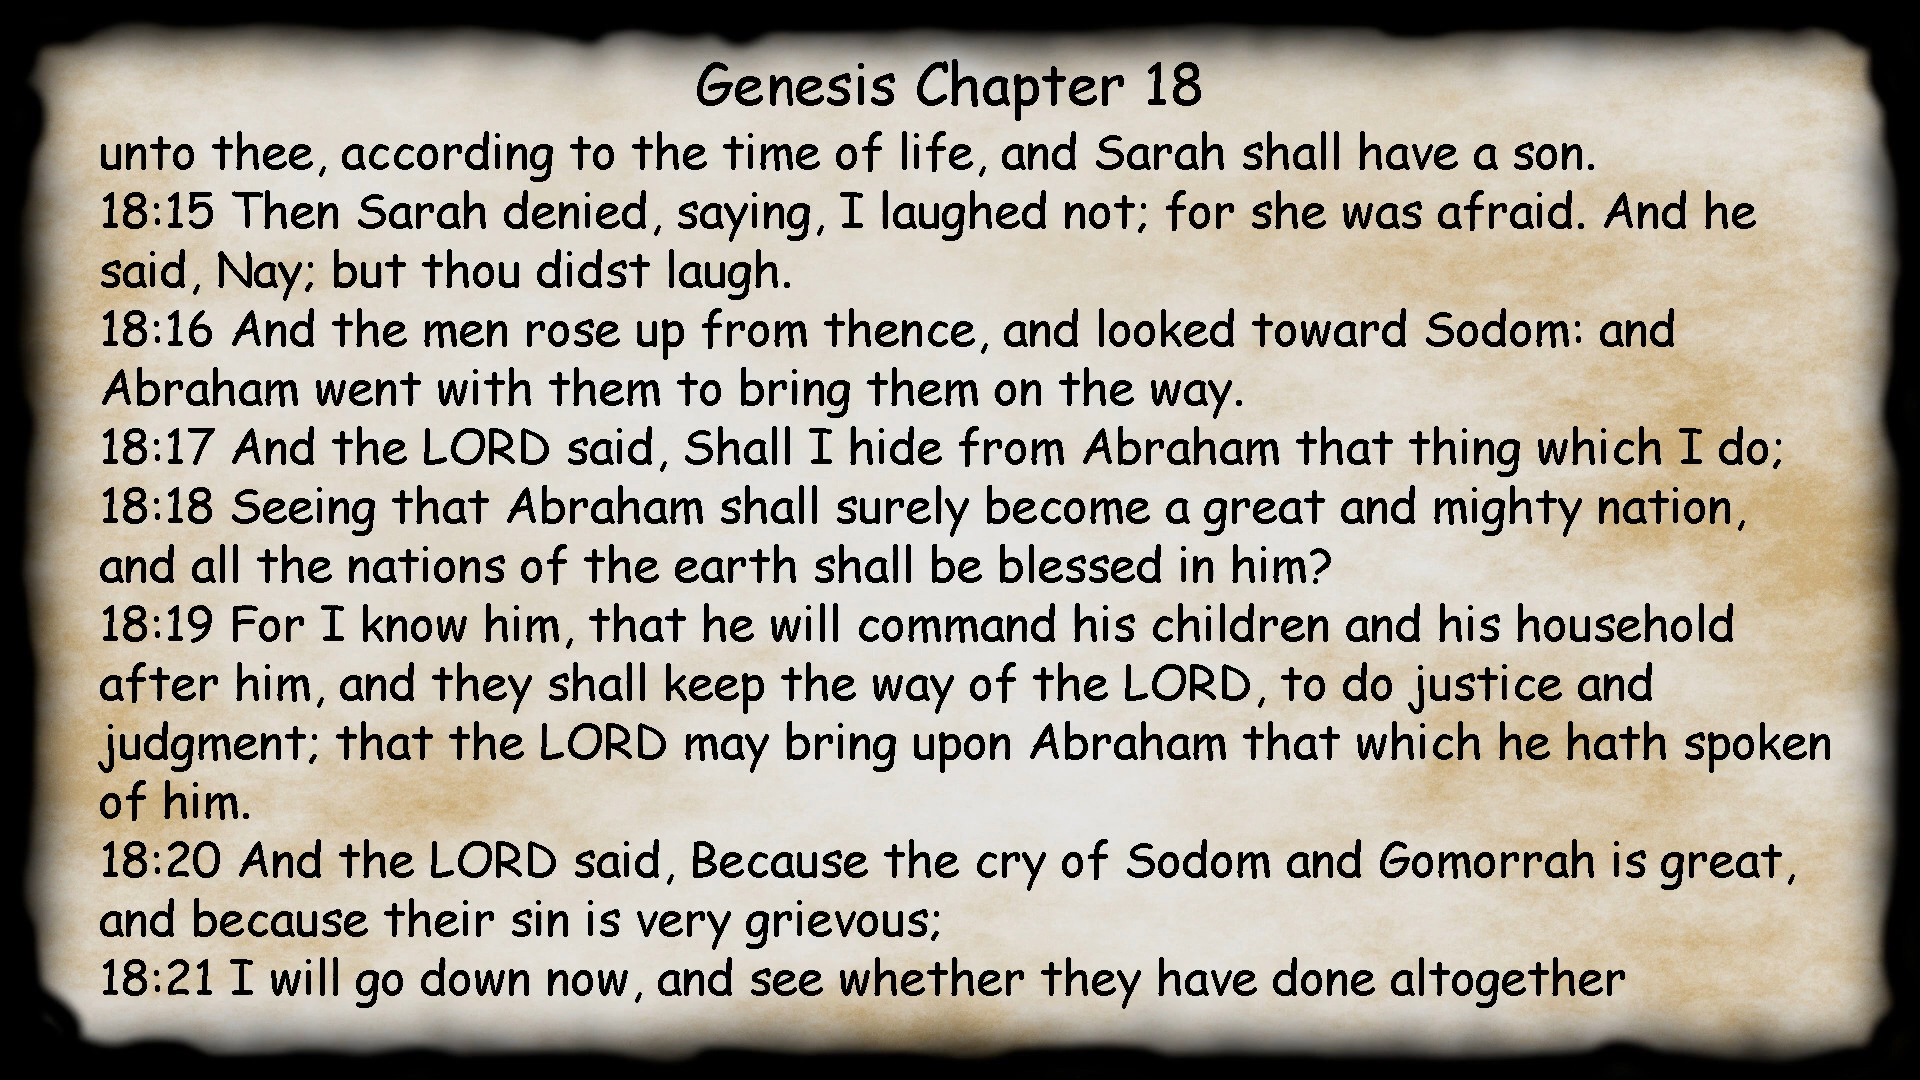 Genesis Chapter 18
unto thee, according to the time of life, and Sarah shall have a son.
18:15 Then Sarah denied, saying, I laughed not; for she was afraid. And he
said, Nay; but thou didst laugh.
18:16 And the men rose up from thence, and looked toward Sodom: and
Abraham went with them to bring them on the way.
18:17 And the LORD said, Shall I hide from Abraham that thing which I do;
18:18 Seeing that Abraham shall surely become a great and mighty nation,
and all the nations of the earth shall be blessed in him?
18:19 For I know him, that he will command his children and his household
after him, and they shall keep the way of the LORD, to do justice and
judgment; that the LORD may bring upon Abraham that which he hath spoken
of him.
18:20 And the LORD said, Because the cry of Sodom and Gomorrah is great,
and because their sin is very grievous;
18:21 I will go down now, and see whether they have done altogether